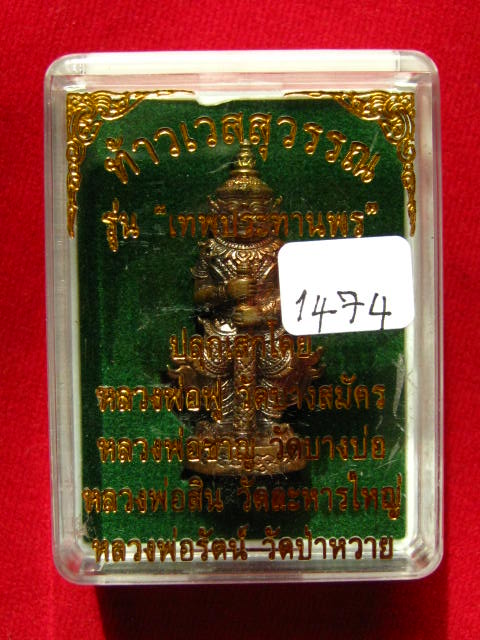 ท้าวเวสสุวรรณ
รุ่น "เทพประทานพร"
1474
ปลุกเสกโดย
หลวงพ่อฟู วัดบางสมัคร
หลวงพ่อชาญ วัดบางบ่อ
หลวงพ่อสิน วัดละหารใหญ่
หลวงพ่อรัตน์ วัดป่าหวาย